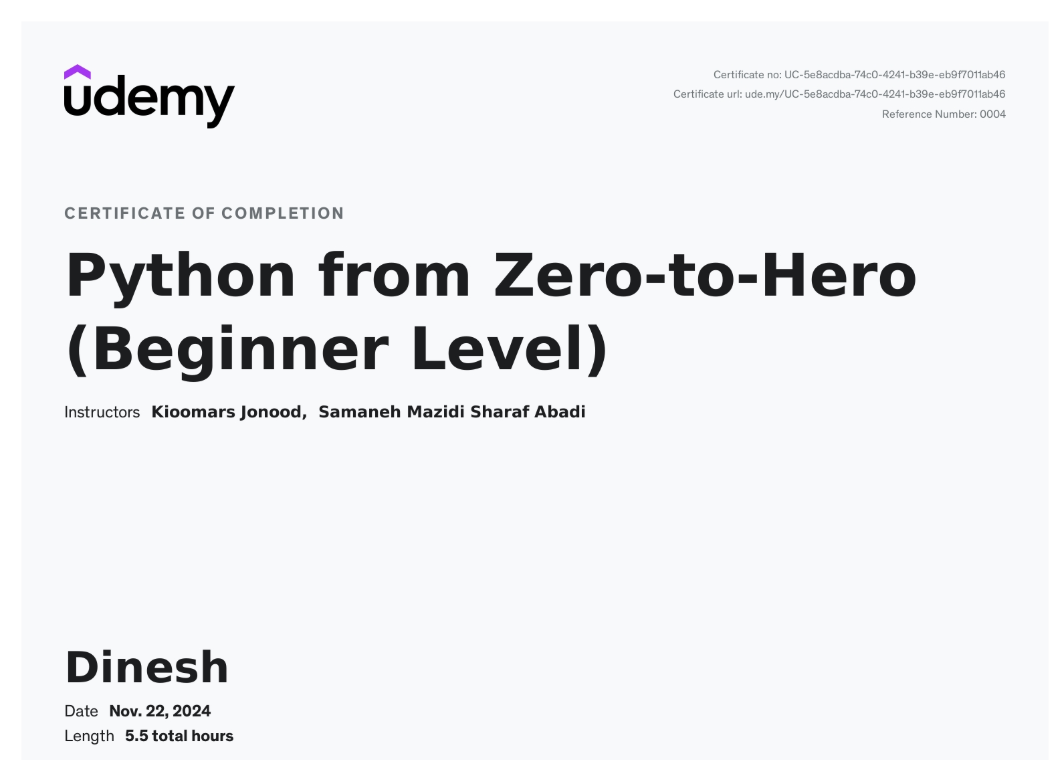 udemy
Certificate no: UC-5e8acdba-74c0-4241-b39e-eb9f7011ab46
Certificate url: ude.my/UC-5e8acdba-74c0-4241-b39e-eb9f7011ab46
Reference Number: 0004
CERTIFICATE OF COMPLETION
Python from Zero-to-Hero
(Beginner Level)
Instructors Kioomars Jonood, Samaneh Mazidi Sharaf Abadi
Dinesh
Date Nov. 22, 2024
Length 5.5 total hours